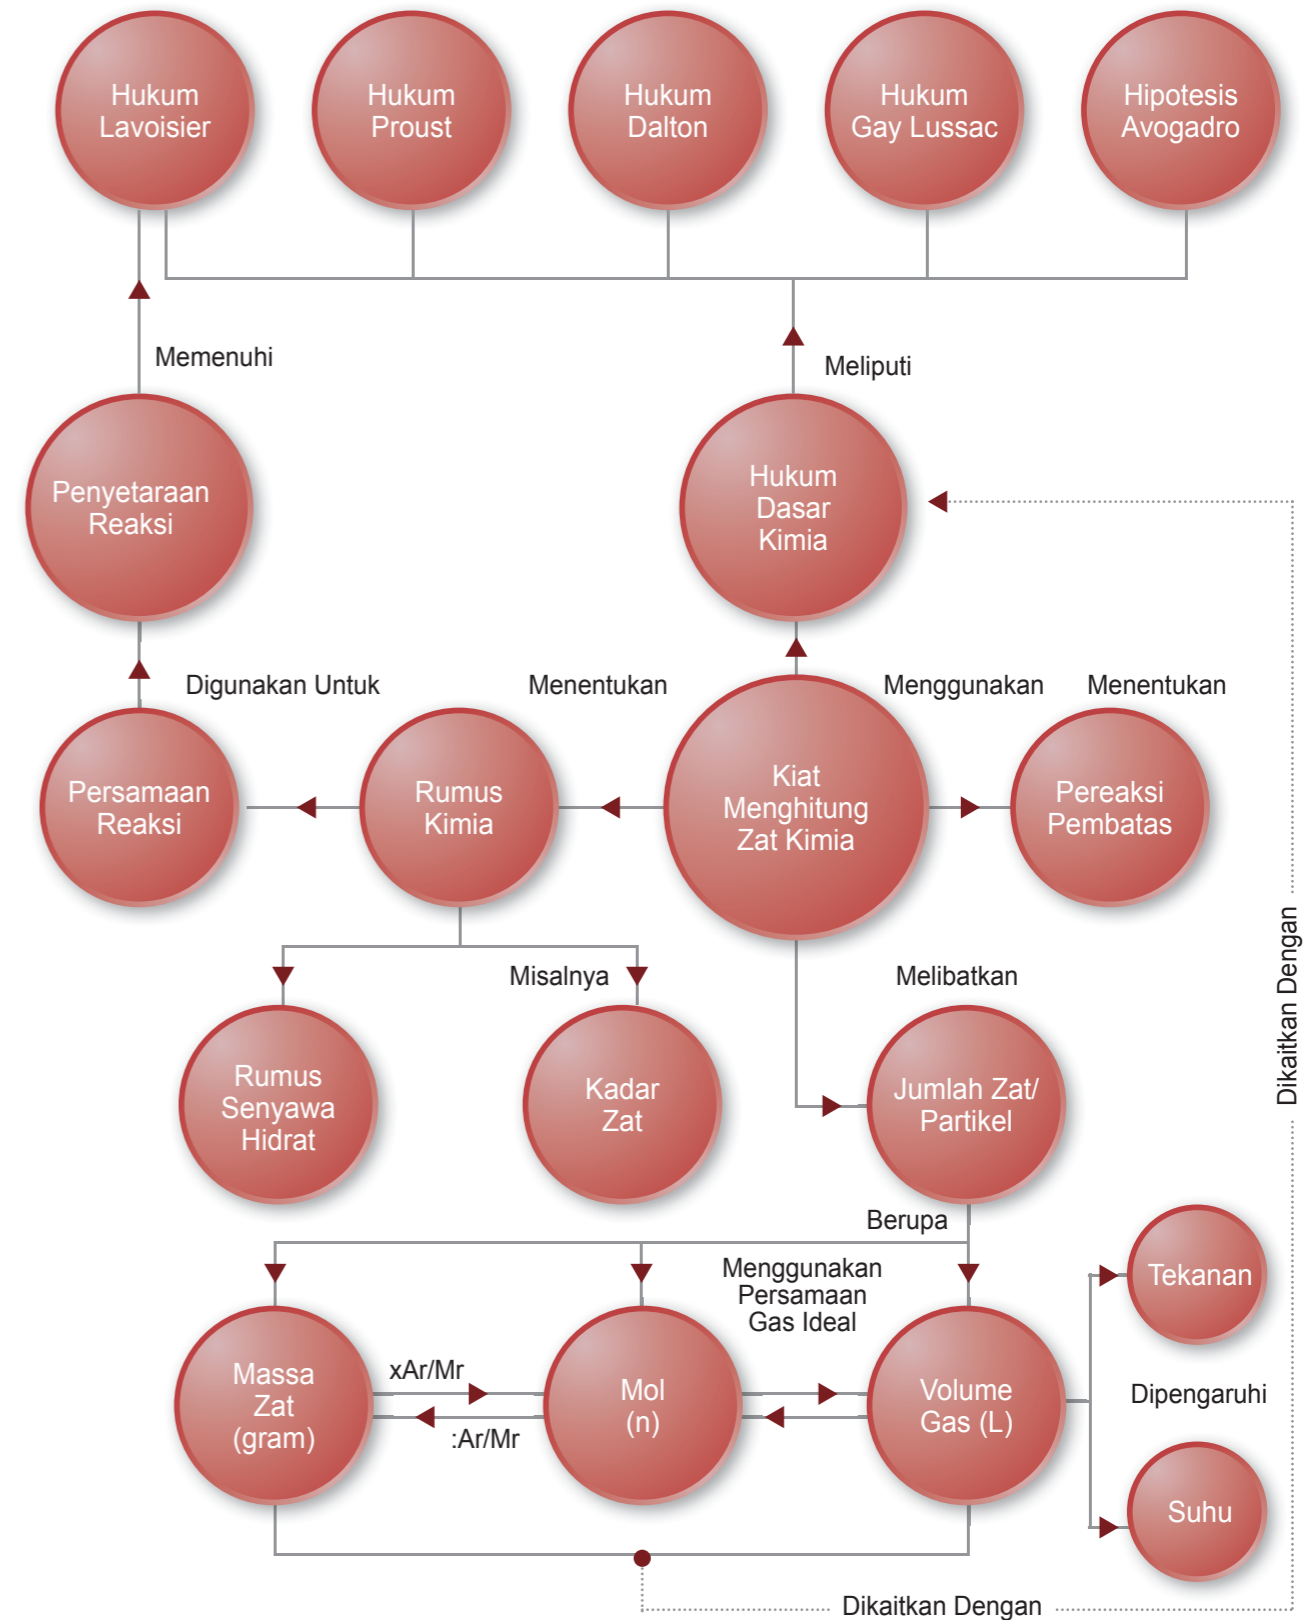 Hukum
Lavoisier
Hukum
Proust
Hukum
Dalton
Hukum
Gay Lussac
Hipotesis
Avogadro
Memenuhi
Meliputi
Penyetaraan
Reaksi
Hukum
Dasar
Kimia
Digunakan Untuk
Menentukan
Menggunakan
Menentukan
Persamaan
Reaksi
Rumus
Kimia
Kiat
Menghitung
Zat Kimia
Pereaksi
Pembatas
Misalnya
Melibatkan
Dikaitkan Dengan
Rumus
Senyawa
Hidrat
Kadar
Zat
Jumlah Zat/
Partikel
Berupa
Menggunakan
Persamaan
Gas Ideal
Tekanan
Massa
Zat
(gram)
xAr/Mr
:Ar/Mr
Mol
(n)
Volume
Gas (L)
Dipengaruhi
Suhu
Dikaitkan Dengan